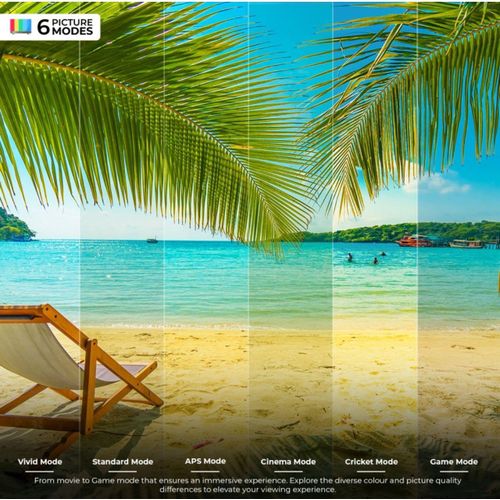 6 PICTURE
MODES
Vivid Mode Standard Mode APS Mode Cinema Mode Cricket Mode Game Mode
From movie to Game mode that ensures an immersive experience. Explore the diverse colour and picture quality
differences to elevate your viewing experience.